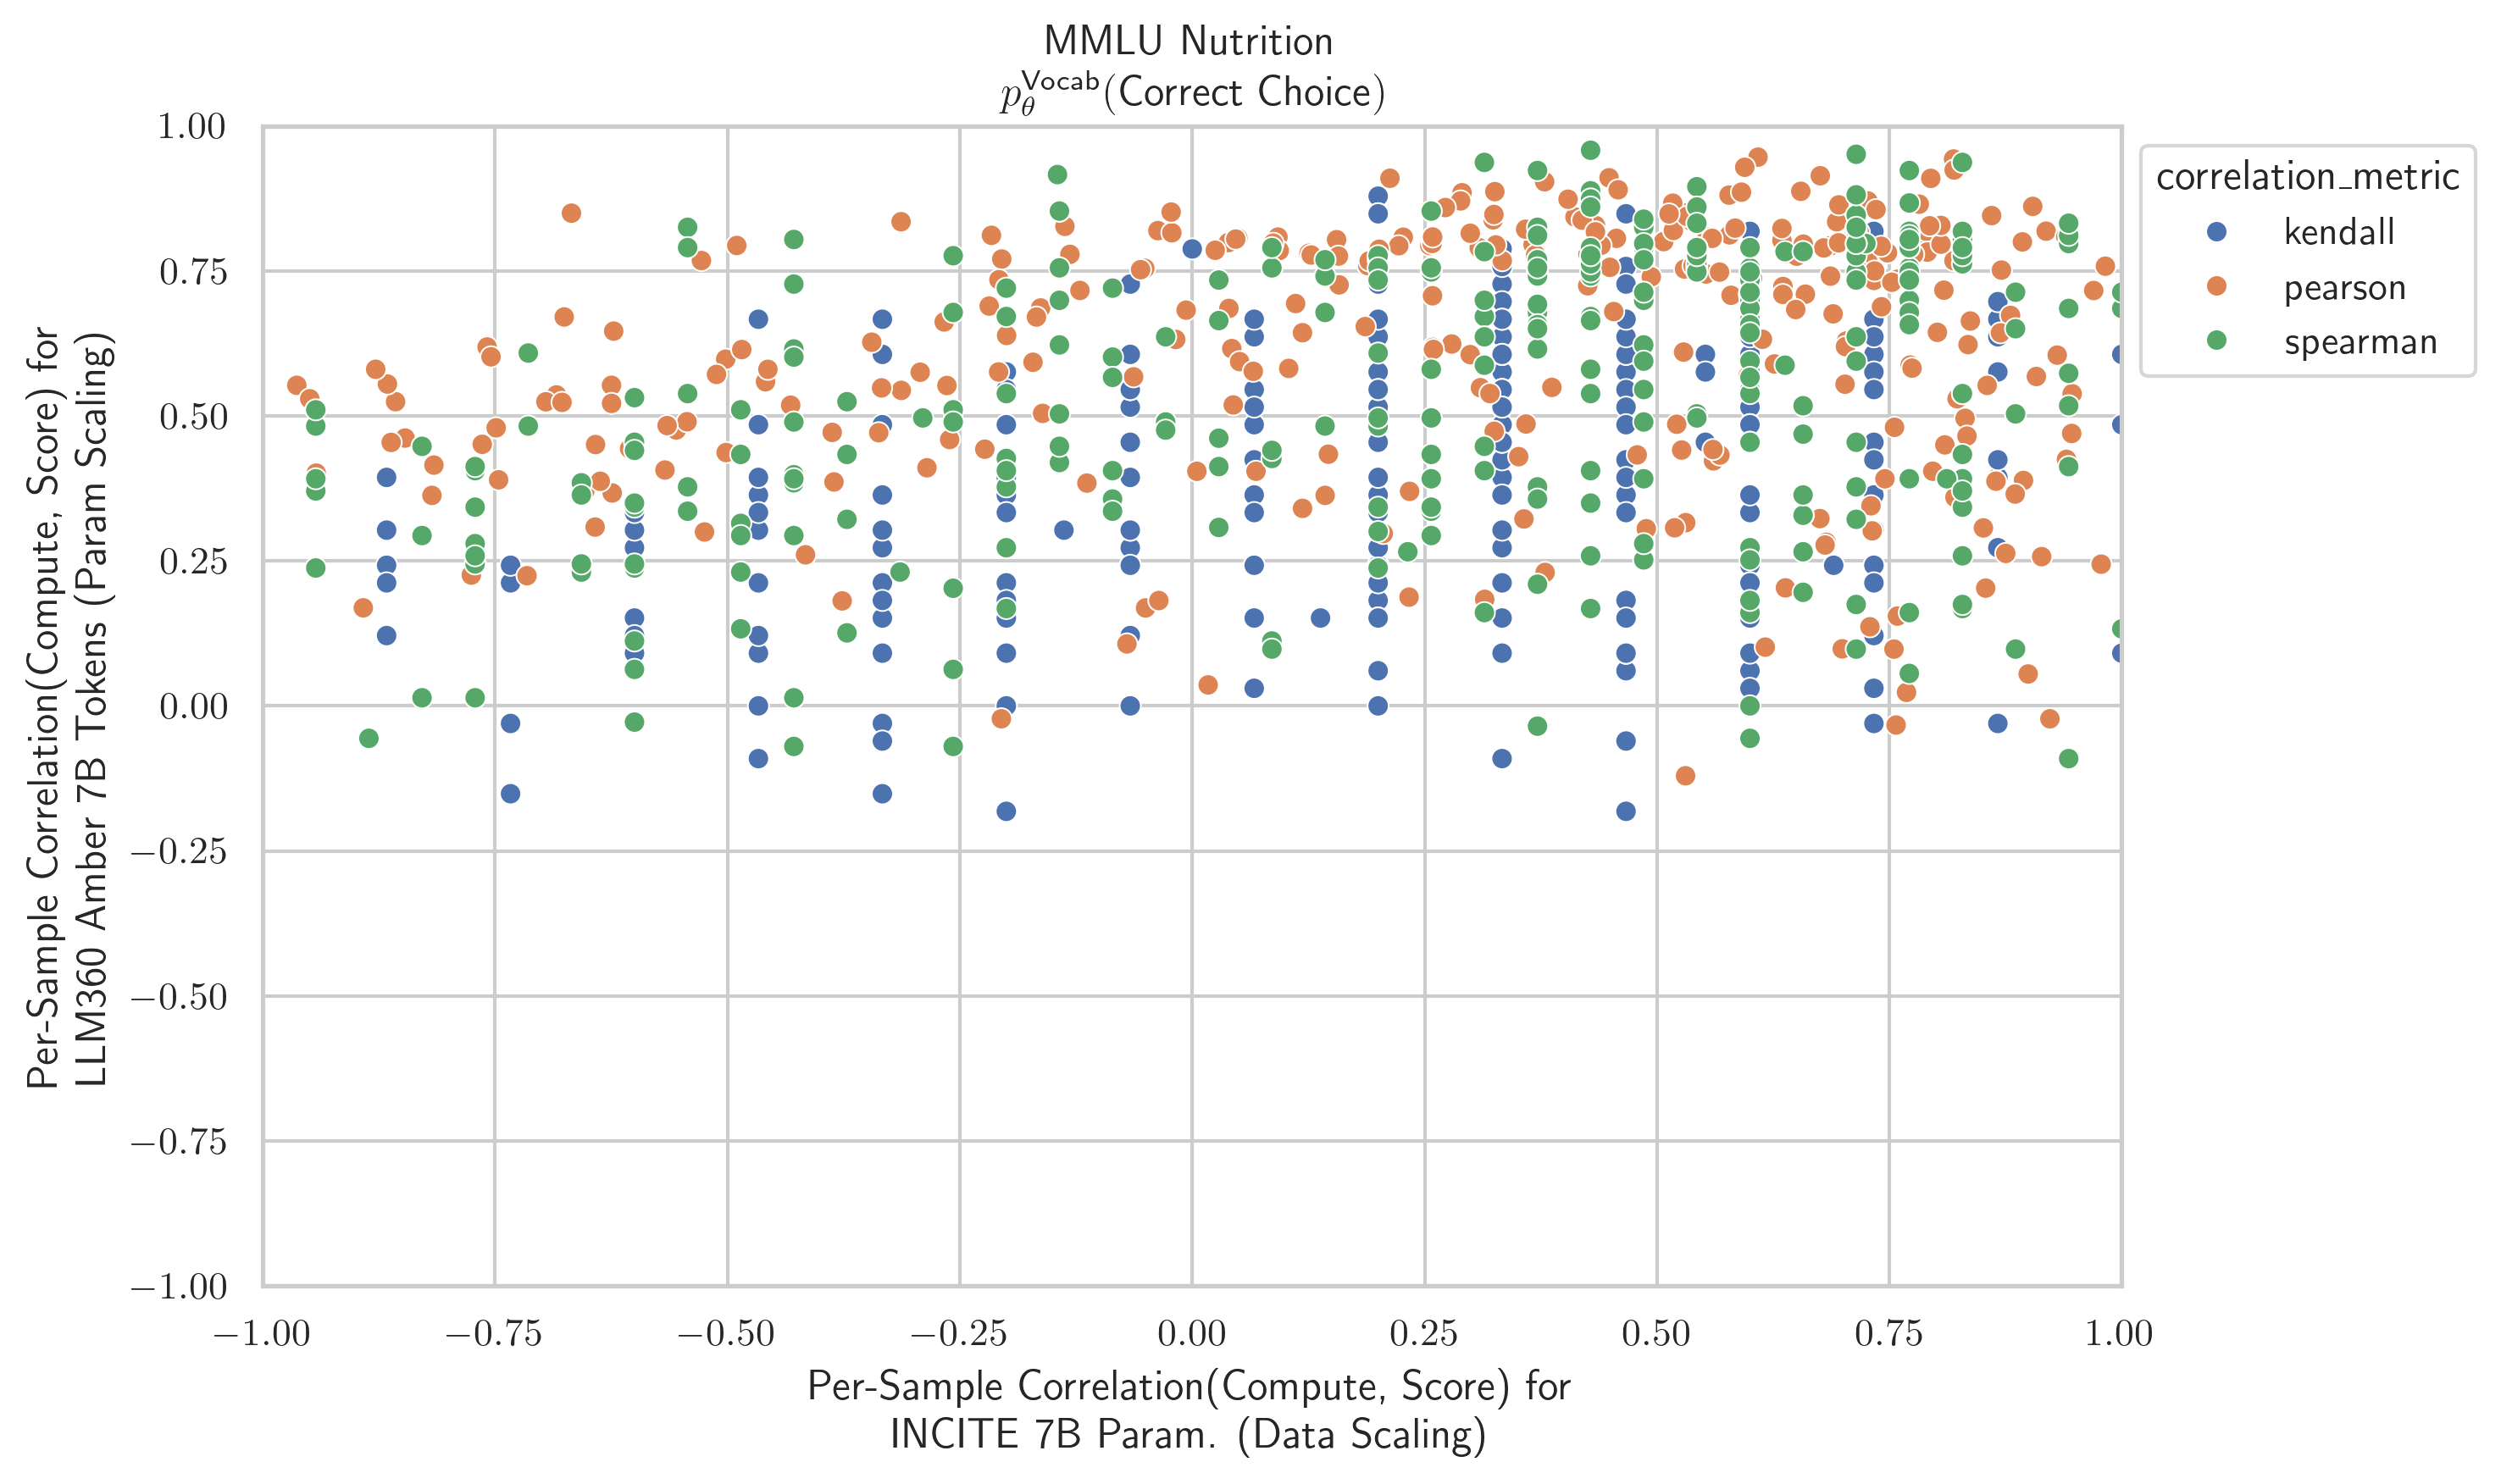 MMLU Nutrition
p_θ^Vocab(Correct Choice)
Per-Sample Correlation(Compute, Score) for
LLM360 Amber 7B Tokens (Param Scaling)
1.00
0.75
0.50
0.25
0.00
−0.25
−0.50
−0.75
−1.00
−1.00 −0.75 −0.50 −0.25 0.00 0.25 0.50 0.75 1.00
Per-Sample Correlation(Compute, Score) for
INCITE 7B Param. (Data Scaling)
correlation_metric
kendall
pearson
spearman